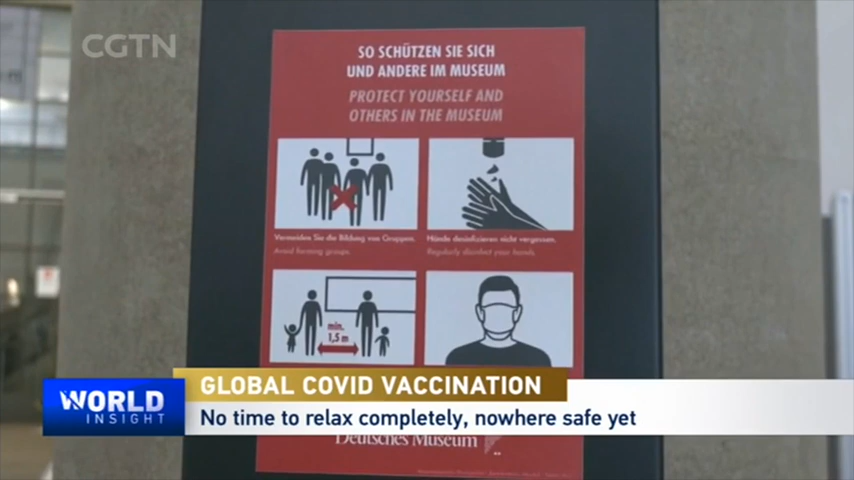 CGTN
SO SCHÜTZEN SIE SICH
UND ANDERE IM MUSEUM
PROTECT YOURSELF AND
OTHERS IN THE MUSEUM
Vermeiden Sie die Bildung von Gruppen.
Avoid forming groups.
Hände desinfizieren nicht vergessen.
Regularly disinfect your hands.
min.
1,5 m
GLOBAL COVID VACCINATION
WORLD
INSIGHT
No time to relax completely, nowhere safe yet
Deutsches Museum